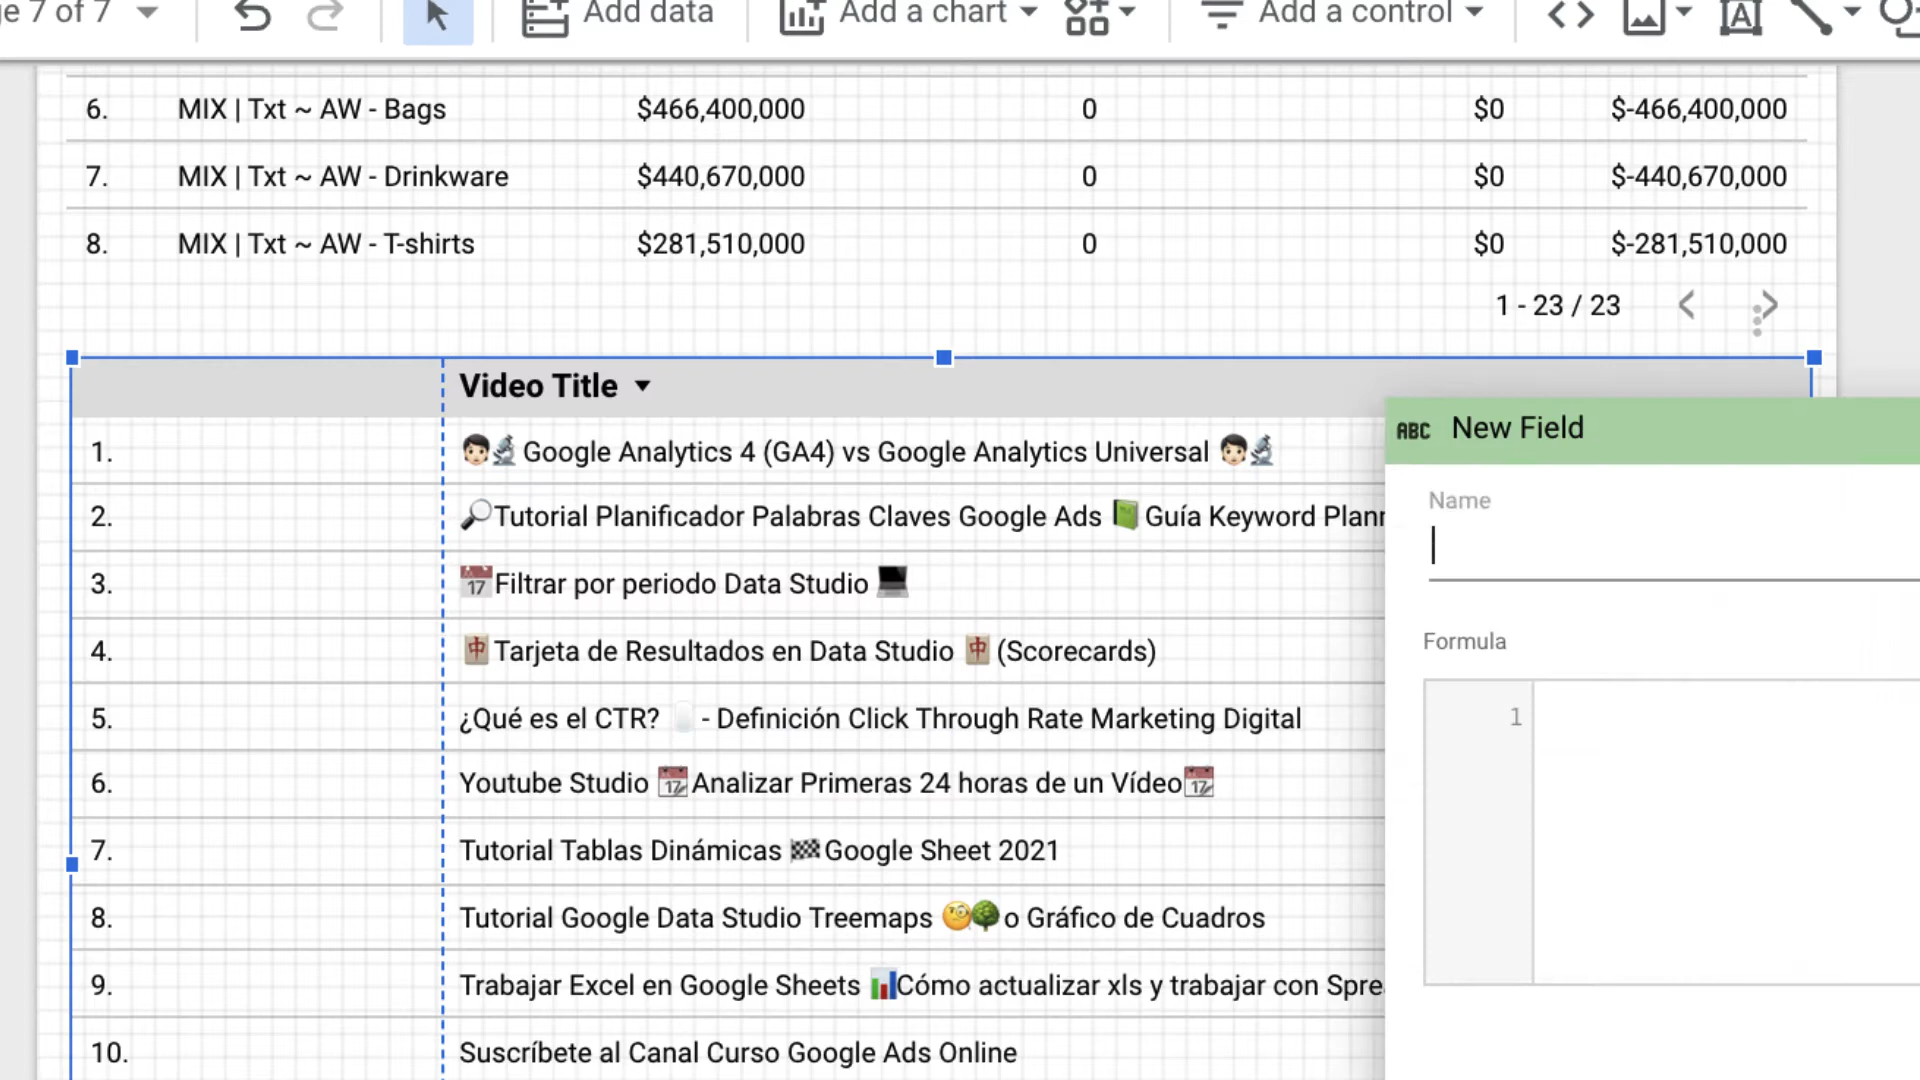 e 7 of 7 Add data Add a chart Add a control
6. MIX | Txt ~ AW - Bags $466,400,000 0 $0 $-466,400,000
7. MIX | Txt ~ AW - Drinkware $440,670,000 0 $0 $-440,670,000
8. MIX | Txt ~ AW - T-shirts $281,510,000 0 $0 $-281,510,000
1 - 23 / 23
Video Title
1. Google Analytics 4 (GA4) vs Google Analytics Universal
2. Tutorial Planificador Palabras Claves Google Ads Guía Keyword Plann
3. 17 Filtrar por periodo Data Studio
4. 中 Tarjeta de Resultados en Data Studio 中 (Scorecards)
5. ¿Qué es el CTR? - Definición Click Through Rate Marketing Digital
6. Youtube Studio 17 Analizar Primeras 24 horas de un Vídeo 17
7. Tutorial Tablas Dinámicas Google Sheet 2021
8. Tutorial Google Data Studio Treemaps o Gráfico de Cuadros
9. Trabajar Excel en Google Sheets Cómo actualizar xls y trabajar con Spre
10. Suscríbete al Canal Curso Google Ads Online
ABC New Field
Name
Formula
1